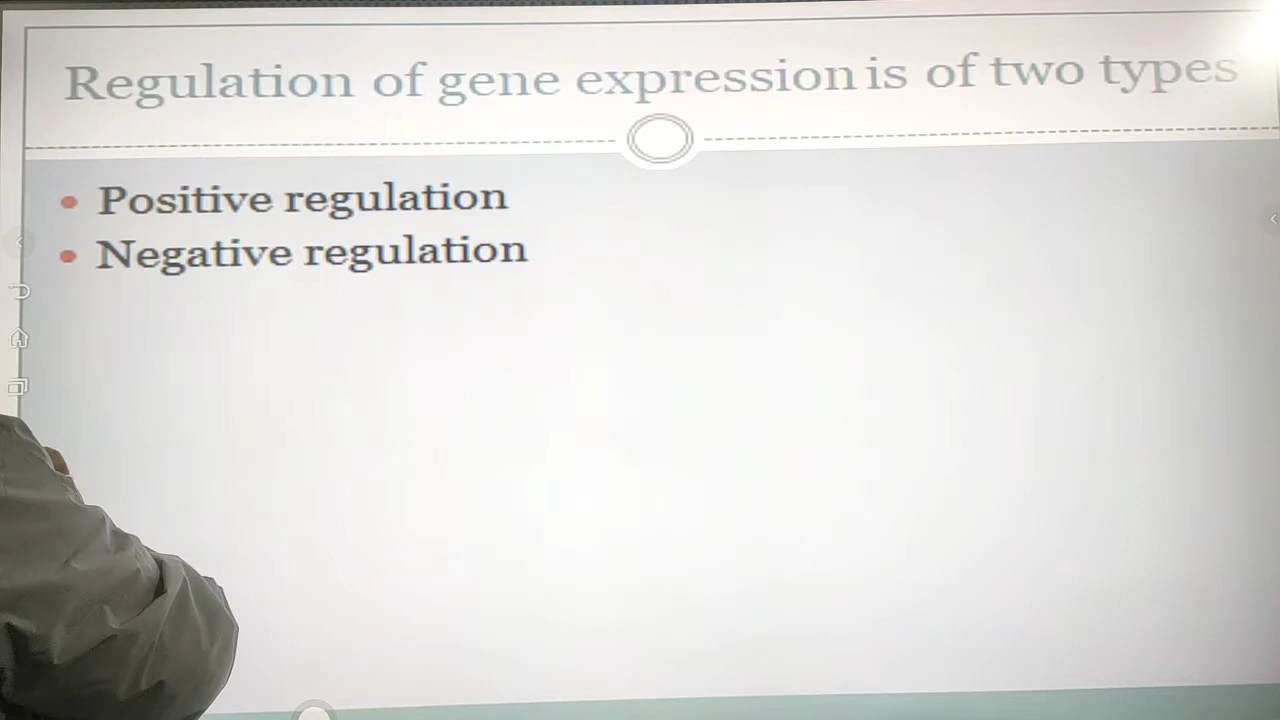 Regulation of gene expression is of two types
Positive regulation
Negative regulation